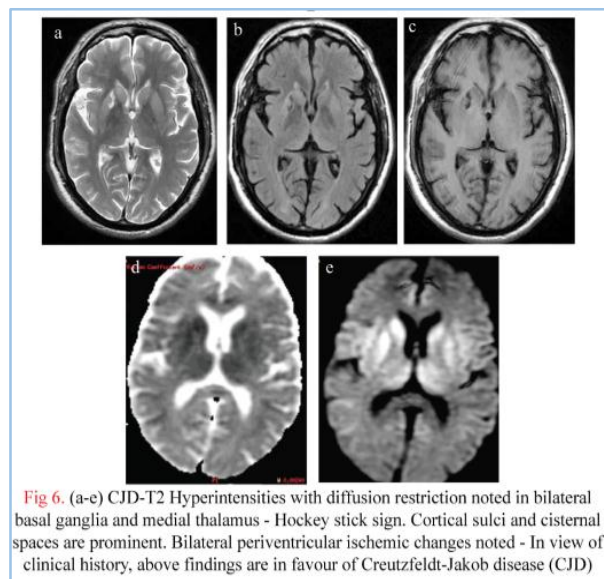 a
b
c
d
e
Fig 6. (a-e) CJD-T2 Hyperintensities with diffusion restriction noted in bilateral
basal ganglia and medial thalamus - Hockey stick sign. Cortical sulci and cisternal
spaces are prominent. Bilateral periventricular ischemic changes noted - In view of
clinical history, above findings are in favour of Creutzfeldt-Jakob disease (CJD)